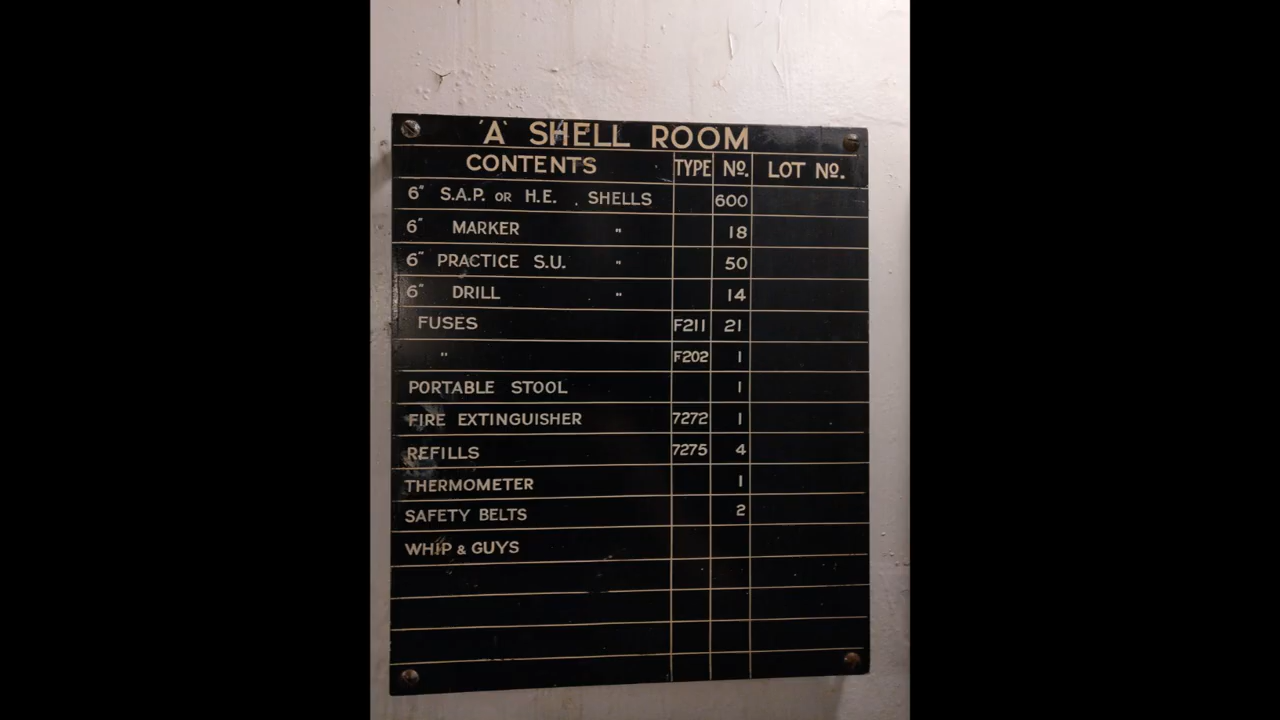 'A' SHELL ROOM
CONTENTS TYPE No. LOT No.
6" S.A.P. OR H.E. SHELLS 600
6" MARKER " 18
6" PRACTICE S.U. " 50
6" DRILL " 14
FUSES F211 21
" F202 1
PORTABLE STOOL 1
FIRE EXTINGUISHER 7272 1
REFILLS 7275 4
THERMOMETER 1
SAFETY BELTS 2
WHIP & GUYS